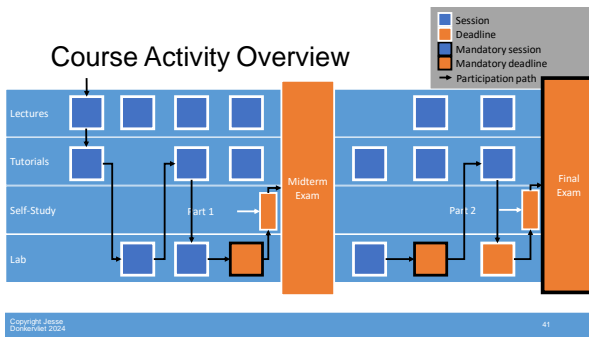 Course Activity Overview
Session
Deadline
Mandatory session
Mandatory deadline
Participation path
Lectures
Tutorials
Self-Study
Lab
Part 1
Midterm
Exam
Part 2
Final
Exam
Copyright Jesse
Donkervliet 2024
41